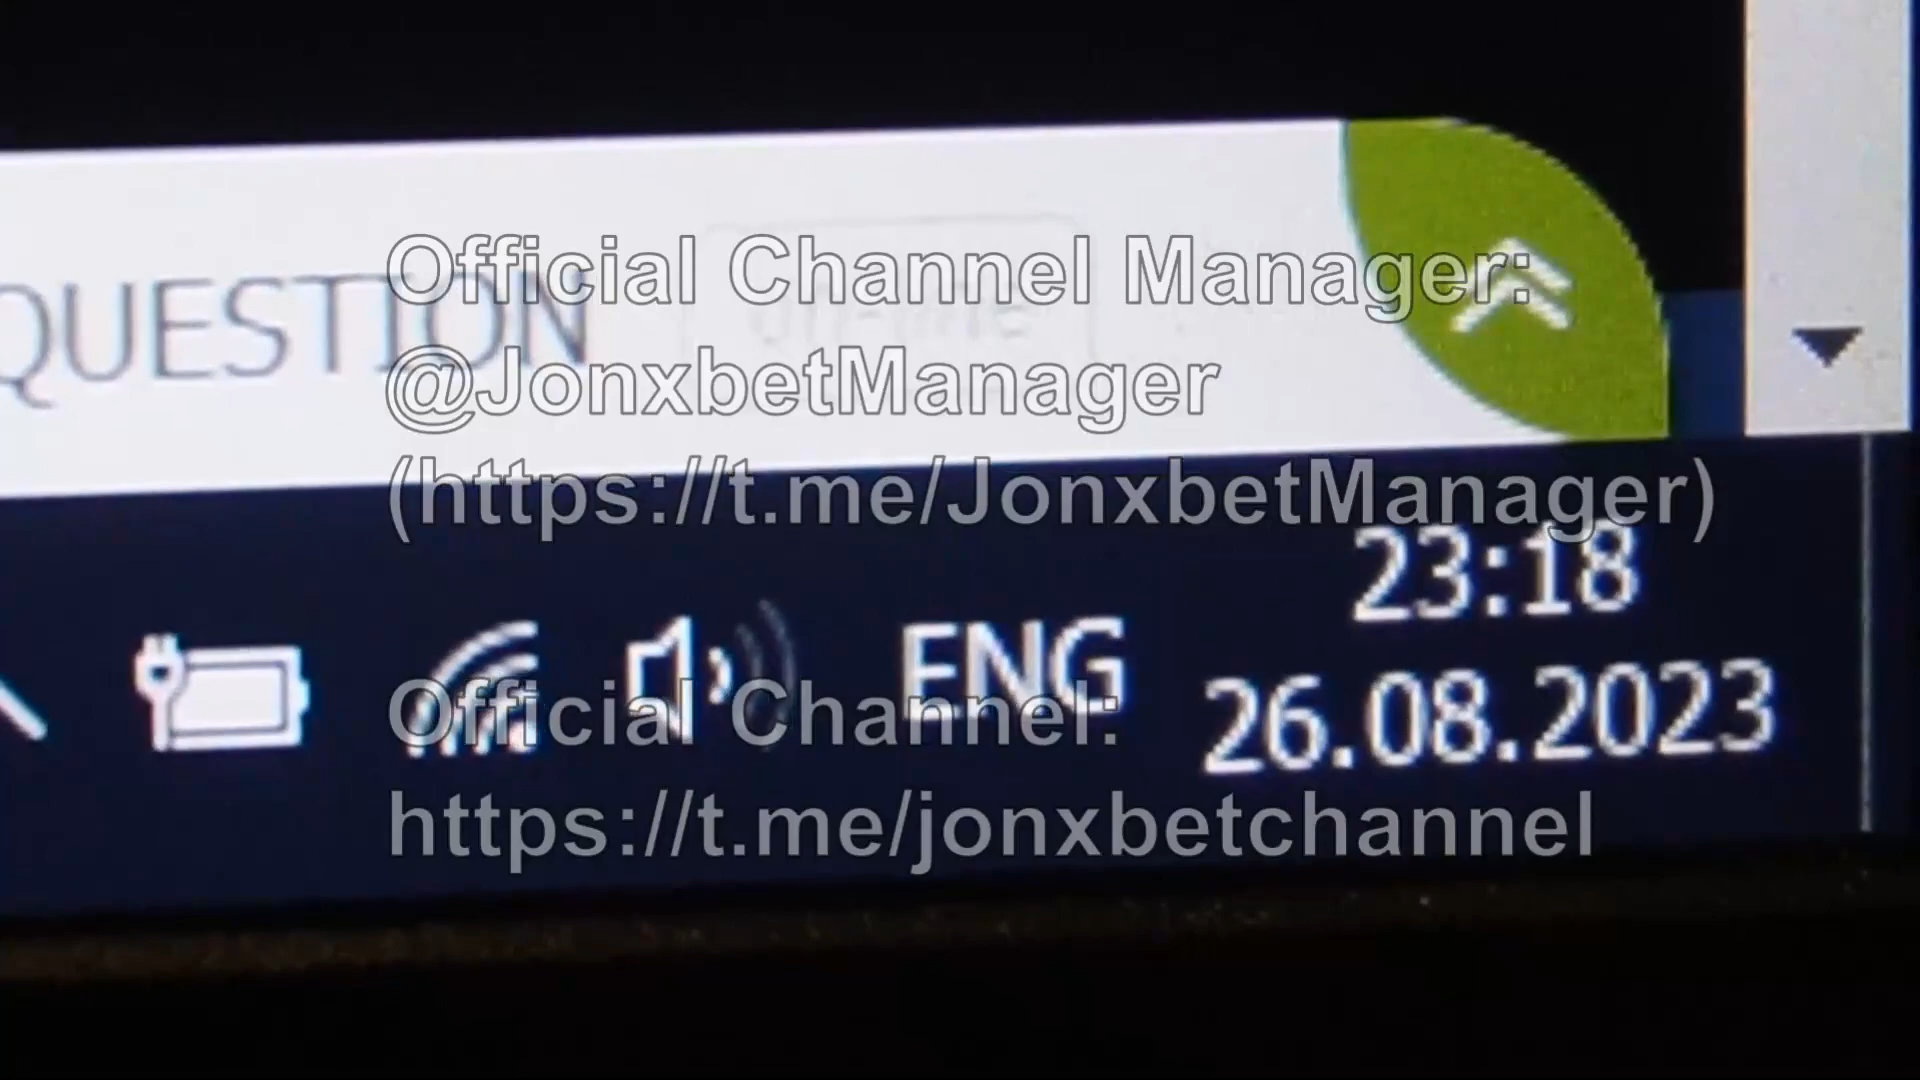 Official Channel Manager:
QUESTION
@JonxbetManager
(https://t.me/JonxbetManager)
23:18
ENG
26.08.2023
Official Channel:
https://t.me/jonxbetchannel